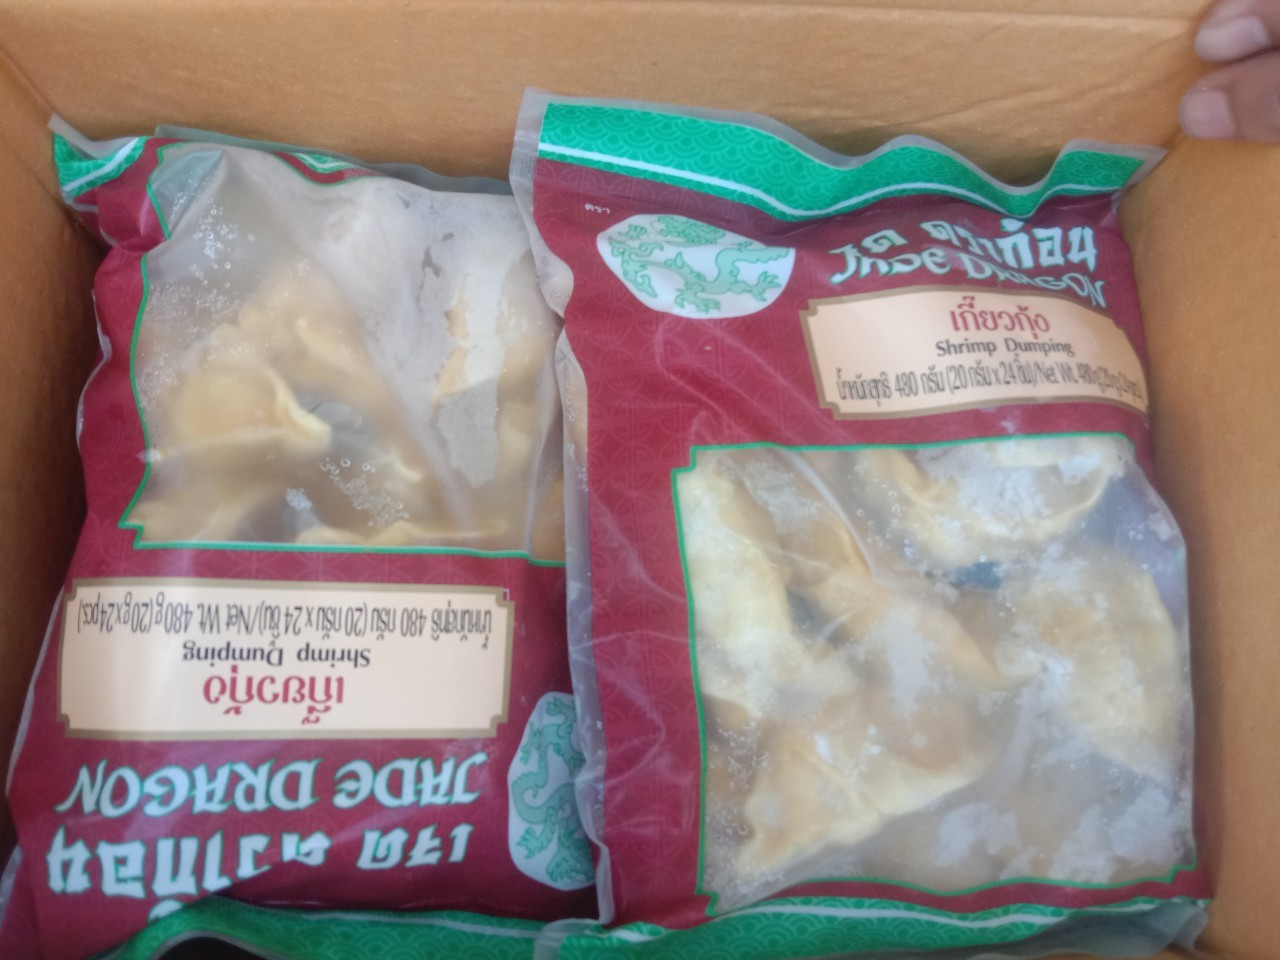 ตรา
เจด ดราก้อน
JADE DRAGON
เกี๊ยวกุ้ง
Shrimp Dumping
น้ำหนักสุทธิ 480 กรัม (20 กรัม x 24 ชิ้น)/Net Wt. 480g (20g x 24pcs.)
เจด ดราก้อน
JADE DRAGON
เกี๊ยวกุ้ง
Shrimp Dumping
น้ำหนักสุทธิ 480 กรัม (20 กรัม x 24 ชิ้น)/Net Wt. 480g (20g x 24pcs.)